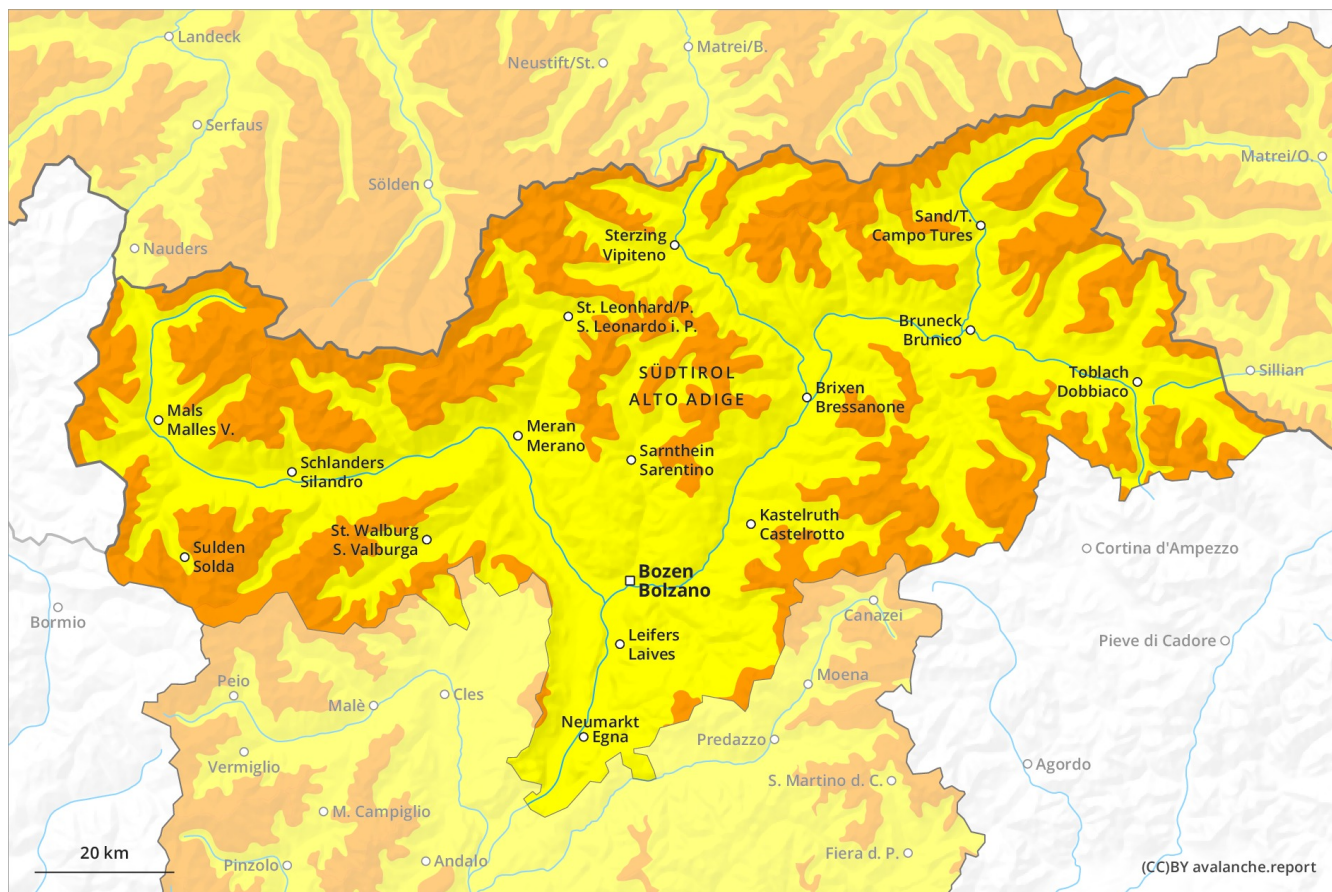 Landeck
Matrei/B.
Neustift/St.
Serfaus
Matrei/O.
Sölden
Nauders
Sand/T.
Campo Tures
Sterzing
Vipiteno
St. Leonhard/P.
S. Leonardo i. P.
Bruneck
Brunico
SÜDTIROL
ALTO ADIGE
Toblach
Dobbiaco
Sillian
Brixen
Bressanone
Mals
Malles V.
Meran
Merano
Schlanders
Silandro
Sarnthein
Sarentino
St. Walburg
S. Valburga
Kastelruth
Castelrotto
Sulden
Solda
Cortina d'Ampezzo
Bozen
Bolzano
Bormio
Canazei
Leifers
Laives
Pieve di Cadore
Peio
Moena
Cles
Malè
Neumarkt
Egna
Predazzo
Vermiglio
Agordo
S. Martino d. C.
M. Campiglio
20 km
Pinzolo
Andalo
Fiera d. P.
(CC)BY avalanche.report